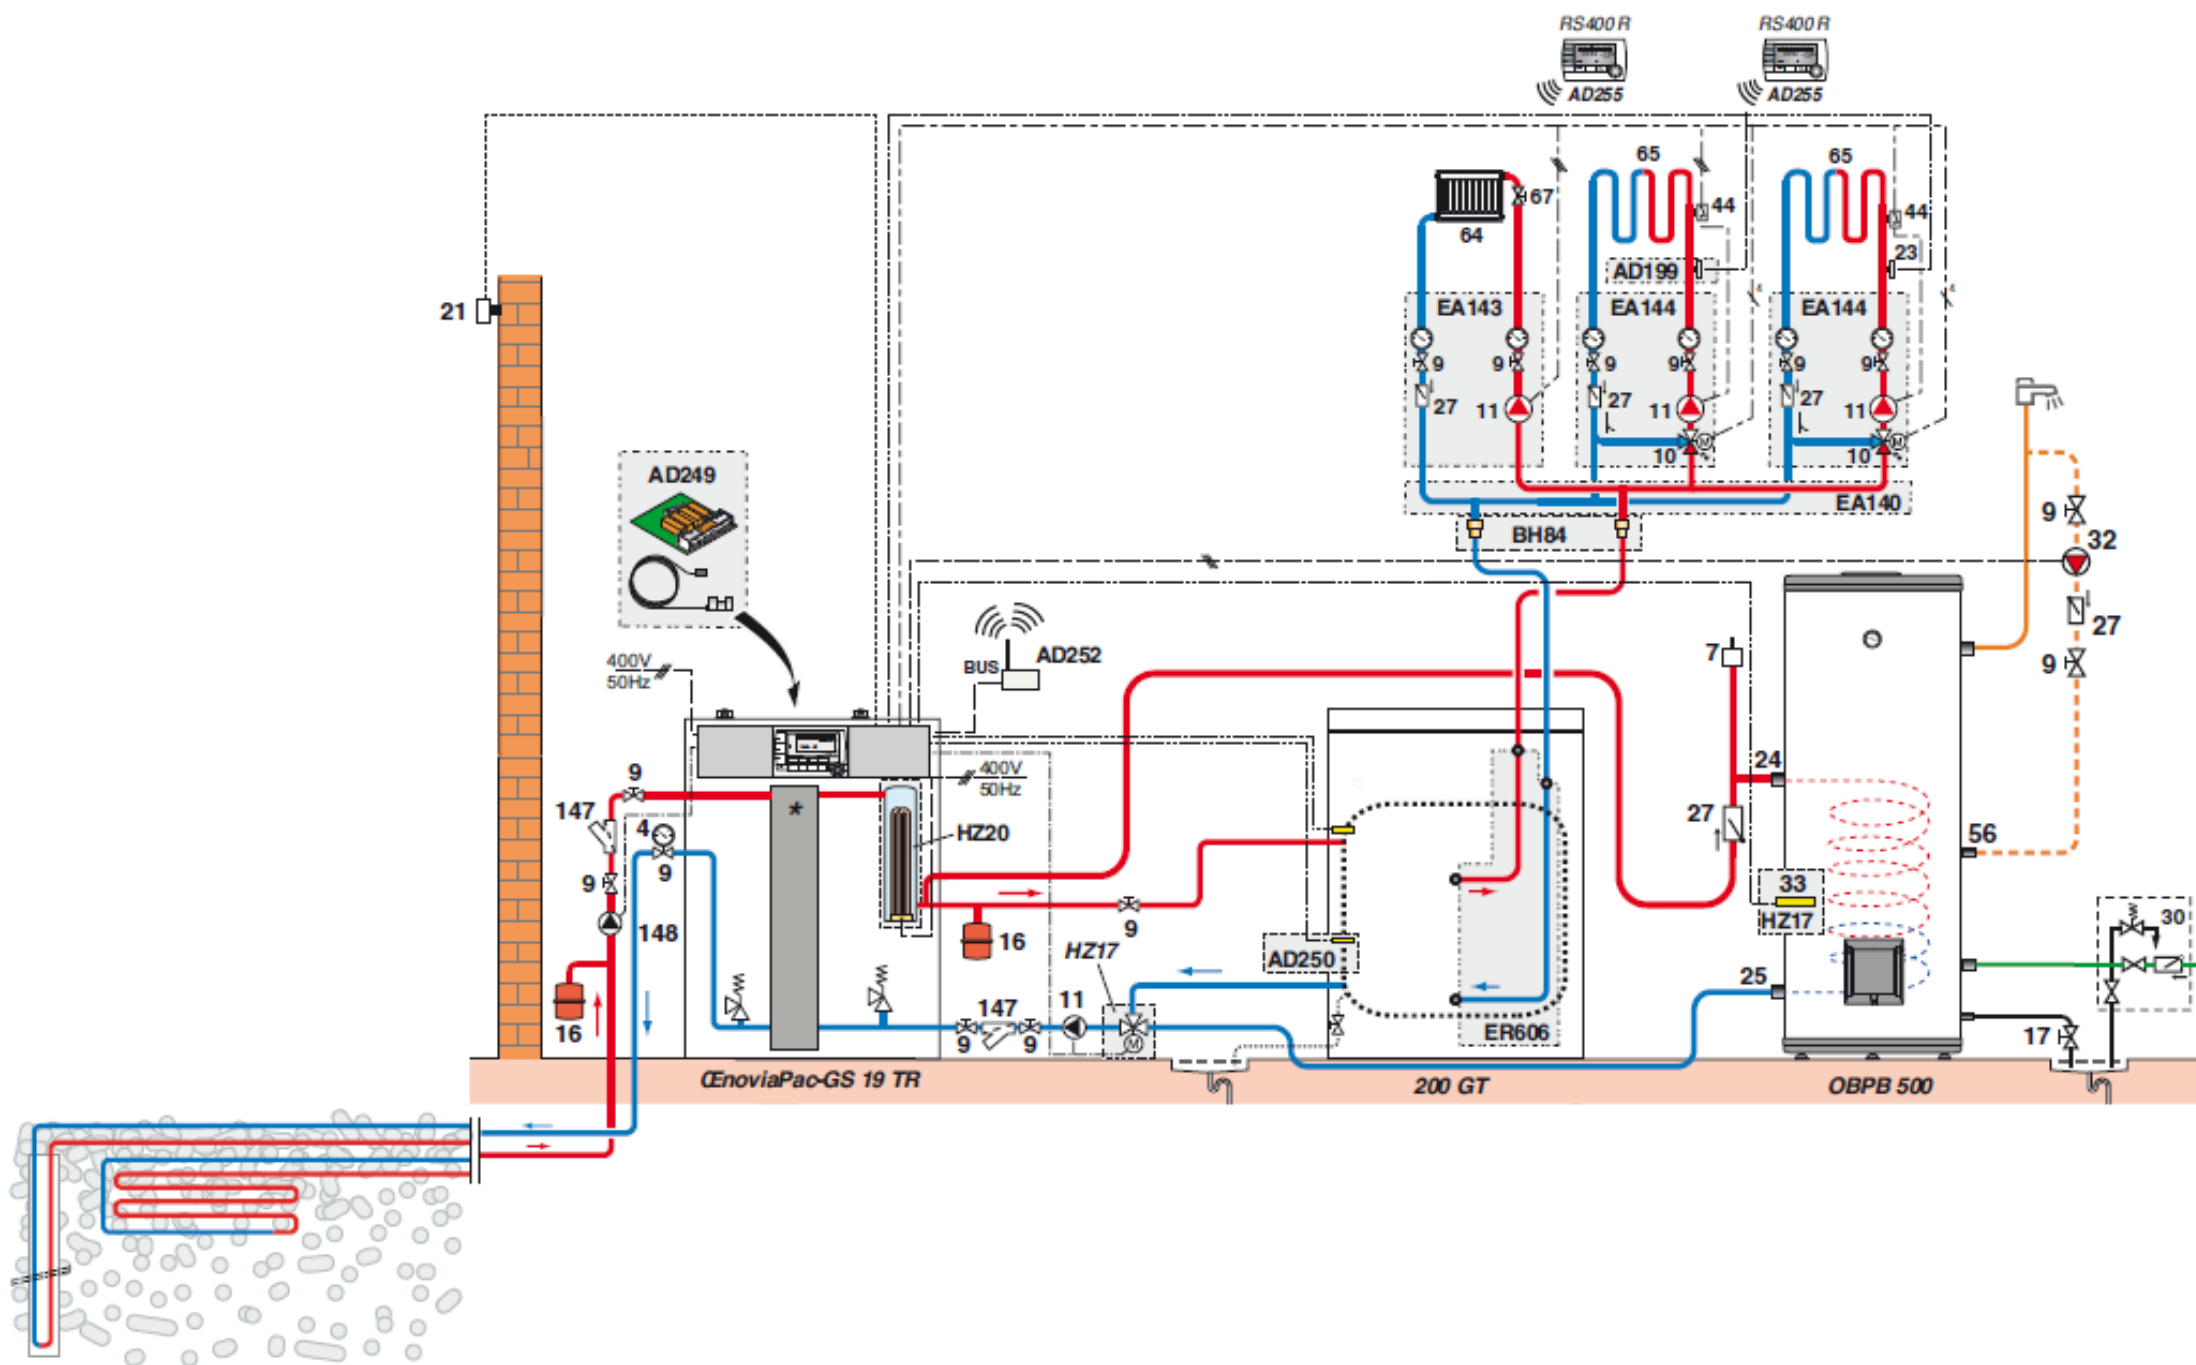 RS400 R
RS400 R
AD255
AD255
65
65
67
44
44
64
23
AD199
21
EA143
EA144
EA144
9
9
9
9
9
9
27
11
27
11
27
11
M
M
10
10
AD249
EA140
9
BH84
32
27
400V
50Hz
BUS
AD252
7
9
9
400V
50Hz
24
147
4
*
27
HZ20
56
9
9
33
148
16
9
HZ17
30
HZ17
AD250
25
16
147
11
9
9
M
ER606
17
ŒnoviaPac-GS 19 TR
200 GT
OBPB 500